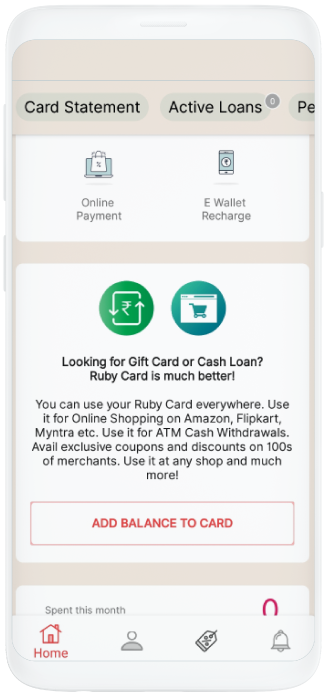 Card Statement
Active Loans
0
Pe
Online
Payment
E Wallet
Recharge
Looking for Gift Card or Cash Loan?
Ruby Card is much better!
You can use your Ruby Card everywhere. Use
it for Online Shopping on Amazon, Flipkart,
Myntra etc. Use it for ATM Cash Withdrawals.
Avail exclusive coupons and discounts on 100s
of merchants. Use it at any shop and much
more!
ADD BALANCE TO CARD
Spent this month
Home